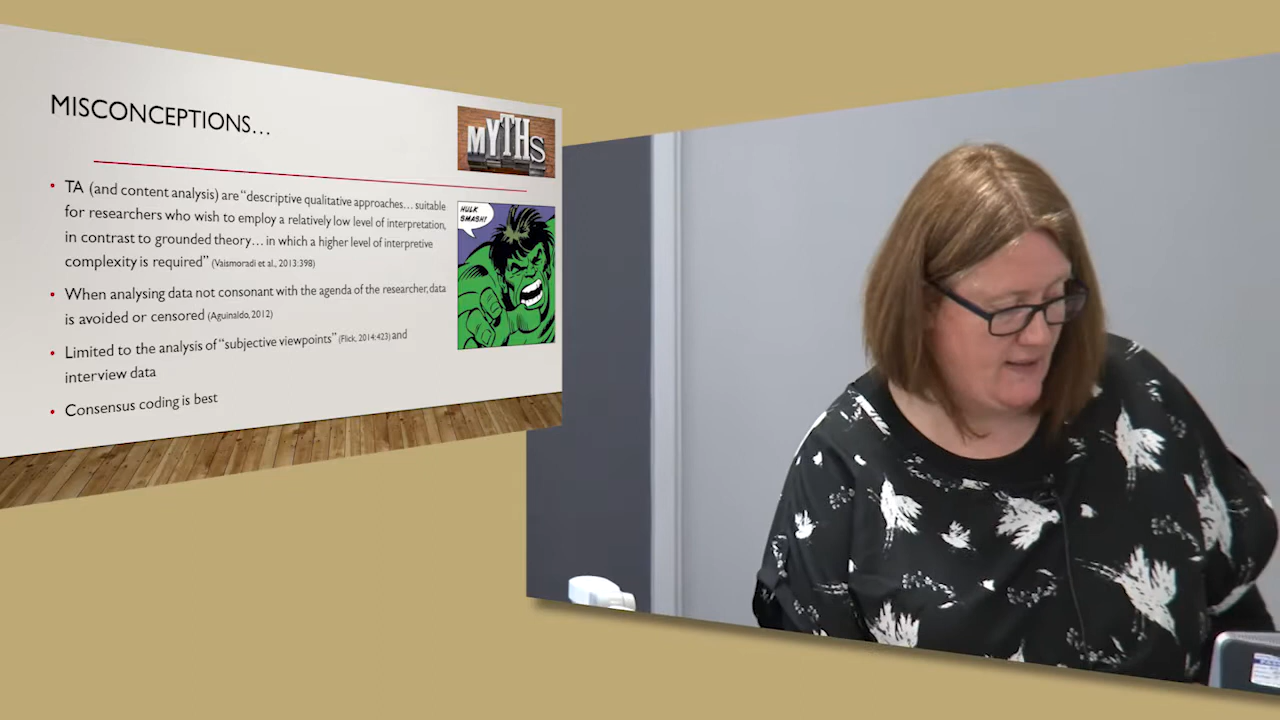 MISCONCEPTIONS...
MYTHS
TA (and content analysis) are “descriptive qualitative approaches... suitable
for researchers who wish to employ a relatively low level of interpretation,
in contrast to grounded theory... in which a higher level of interpretive
complexity is required” (Vaismoradi et al., 2013:398)
HULK
SMASH!
When analysing data not consonant with the agenda of the researcher, data
is avoided or censored (Aguinaldo, 2012)
Limited to the analysis of “subjective viewpoints” (Flick, 2014:423) and
interview data
Consensus coding is best